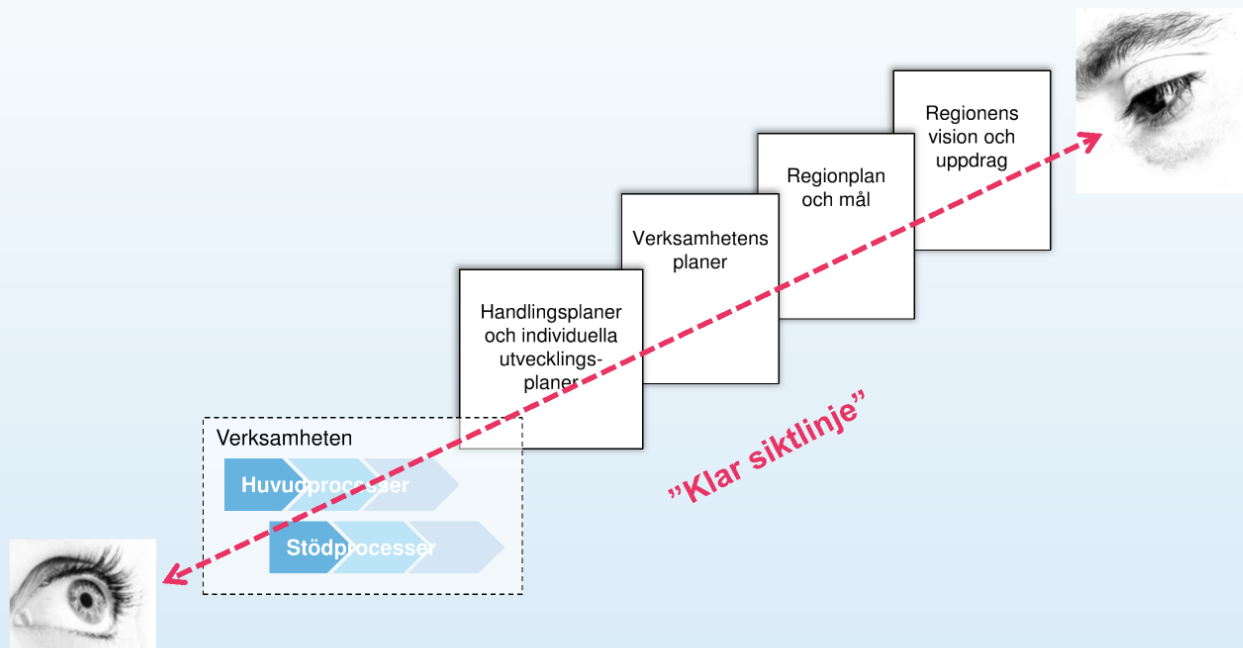 Regionens
vision och
uppdrag
Regionplan
och mål
Verksamhetens
planer
Handlingsplaner
och individuella
utvecklings-
planer
Verksamheten
Huvudprocesser
Stödprocesser
”Klar siktlinje”